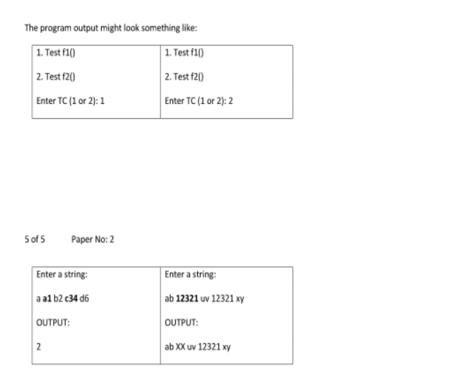 The program output might look something like:
1. Test f1()
2. Test f2()
Enter TC (1 or 2): 1
1. Test f1()
2. Test f2()
Enter TC (1 or 2): 2
5 of 5 Paper No: 2
Enter a string:
a a1 b2 c34 d6
OUTPUT:
2
Enter a string:
ab 12321 uv 12321 xy
OUTPUT:
ab XX uv 12321 xy